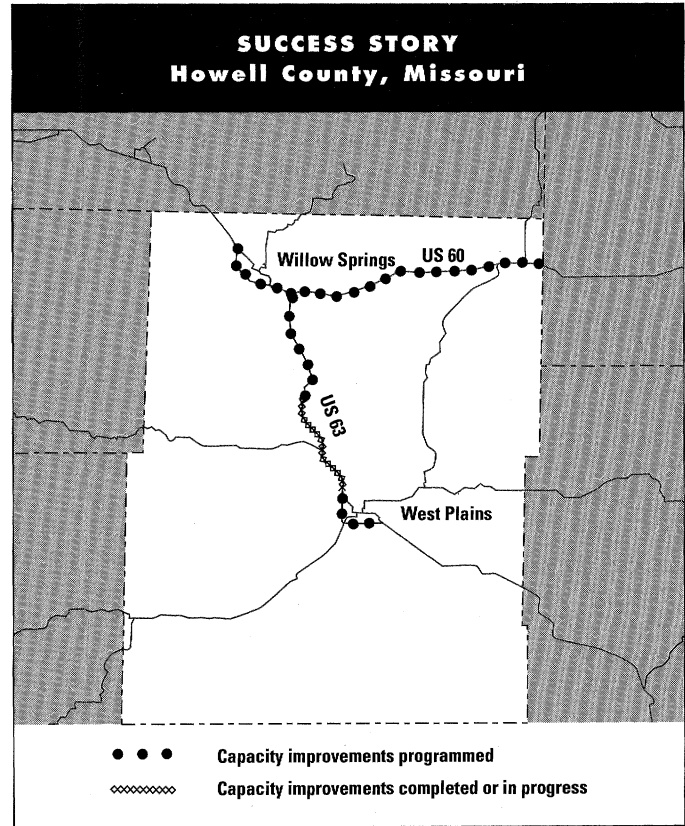 SUCCESS STORY
Howell County, Missouri
Willow Springs
US 60
US 63
West Plains
Capacity improvements programmed
Capacity improvements completed or in progress